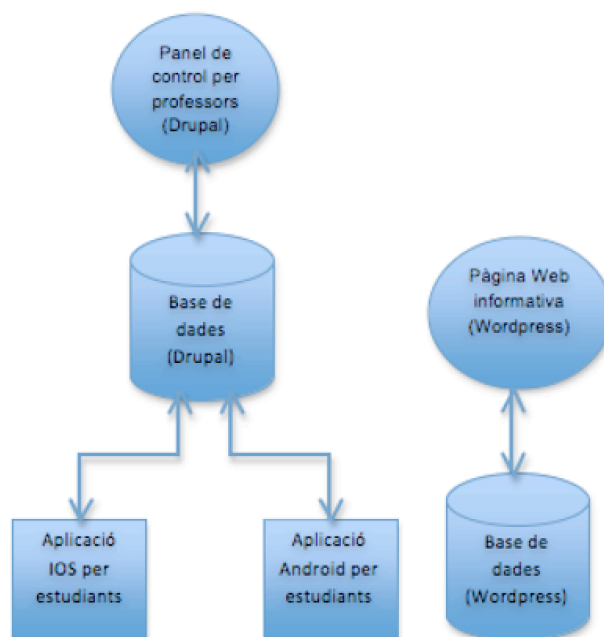 Panel de
control per
professors
(Drupal)
Base de
dades
(Drupal)
Pàgina Web
informativa
(Wordpress)
Aplicació
IOS per
estudiants
Aplicació
Android per
estudiants
Base de
dades
(Wordpress)